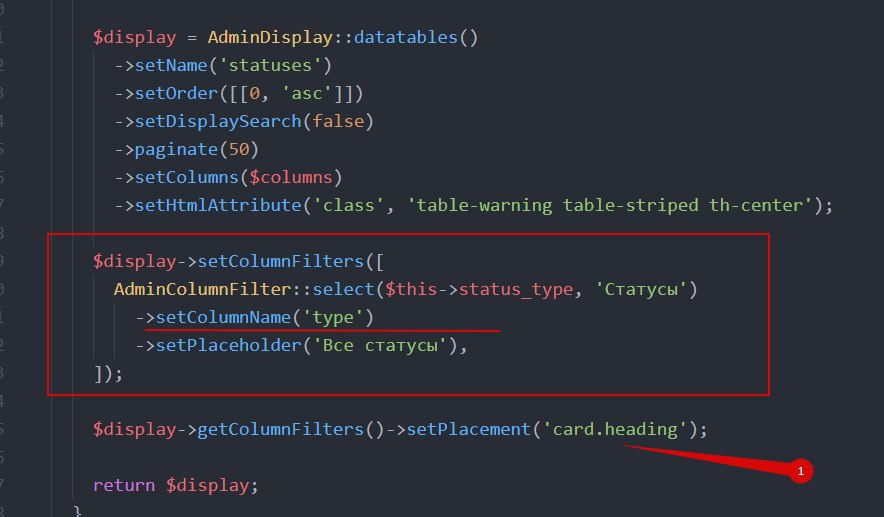 $display = AdminDisplay::datatables()
->setName('statuses')
->setOrder([[0, 'asc']])
->setDisplaySearch(false)
->paginate(50)
->setColumns($columns)
->setHtmlAttribute('class', 'table-warning table-striped th-center');
$display->setColumnFilters([
AdminColumnFilter::select($this->status_type, 'Статусы')
->setColumnName('type')
->setPlaceholder('Все статусы'),
]);
$display->getColumnFilters()->setPlacement('card.heading');
1
return $display;
}